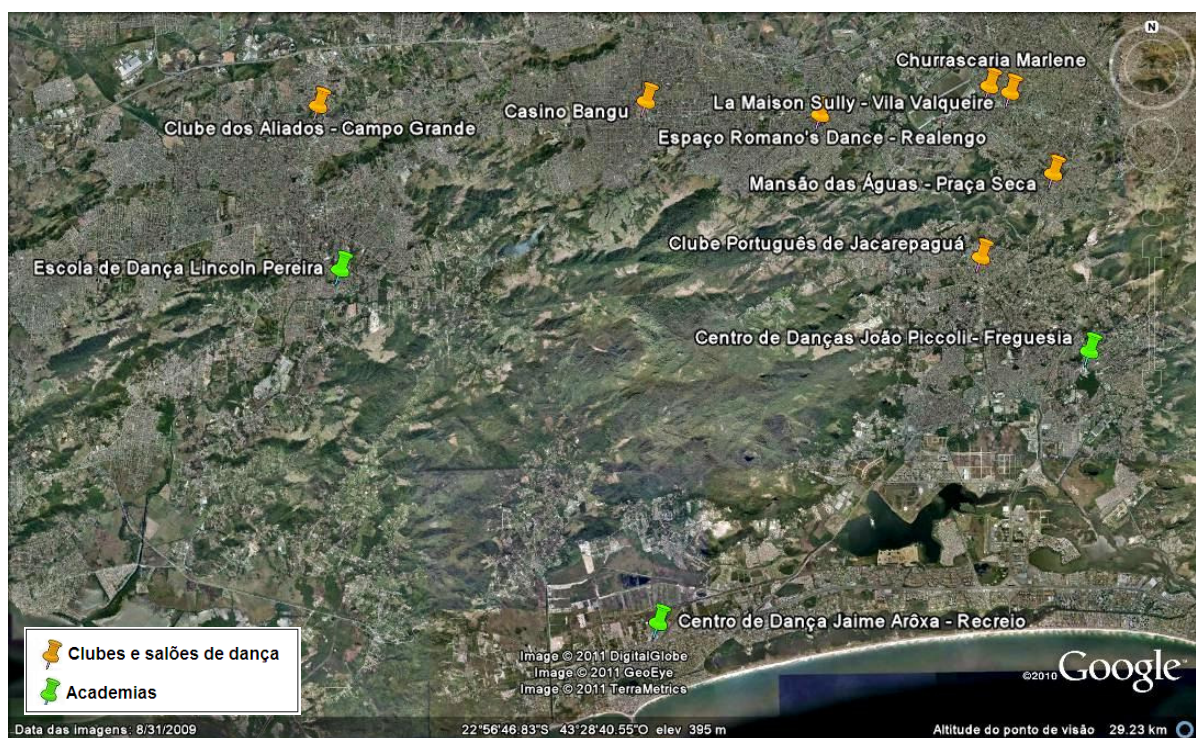 N
Churrascaria Marlene
Casino Bangu
La Maison Sully - Vila Valqueire
Clube dos Aliados - Campo Grande
Espaço Romano's Dance - Realengo
Mansão das Águas - Praça Seca
Clube Português de Jacarepaguá
Escola de Dança Lincoln Pereira
Centro de Danças João Piccoli - Freguesia
Centro de Dança Jaime Arôxa - Recreio
Clubes e salões de dança
Academias
Image © 2011 DigitalGlobe
Image © 2011 GeoEye
Image © 2011 TerraMetrics
©2010 Google™
Data das imagens: 8/31/2009
22°56'46.83"S 43°28'40.55"O elev 395 m
Altitude do ponto de visão 29.23 km